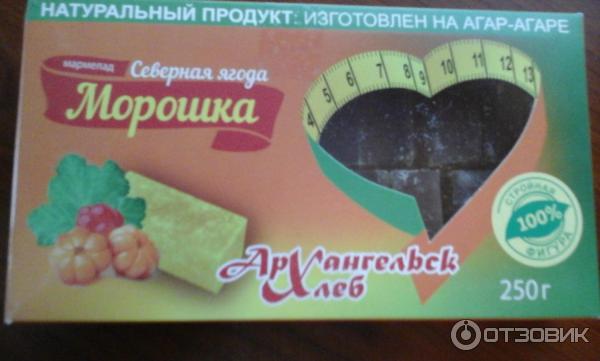 НАТУРАЛЬНЫЙ ПРОДУКТ: ИЗГОТОВЛЕН НА АГАР-АГАРЕ
мармелад
Северная ягода
Морошка
4 5 6 7 8 9 10 11 12 13
СТРОЙНАЯ
100%
ФИГУРА
Архангельск
Хлеб
250 г
ОТЗОВИК